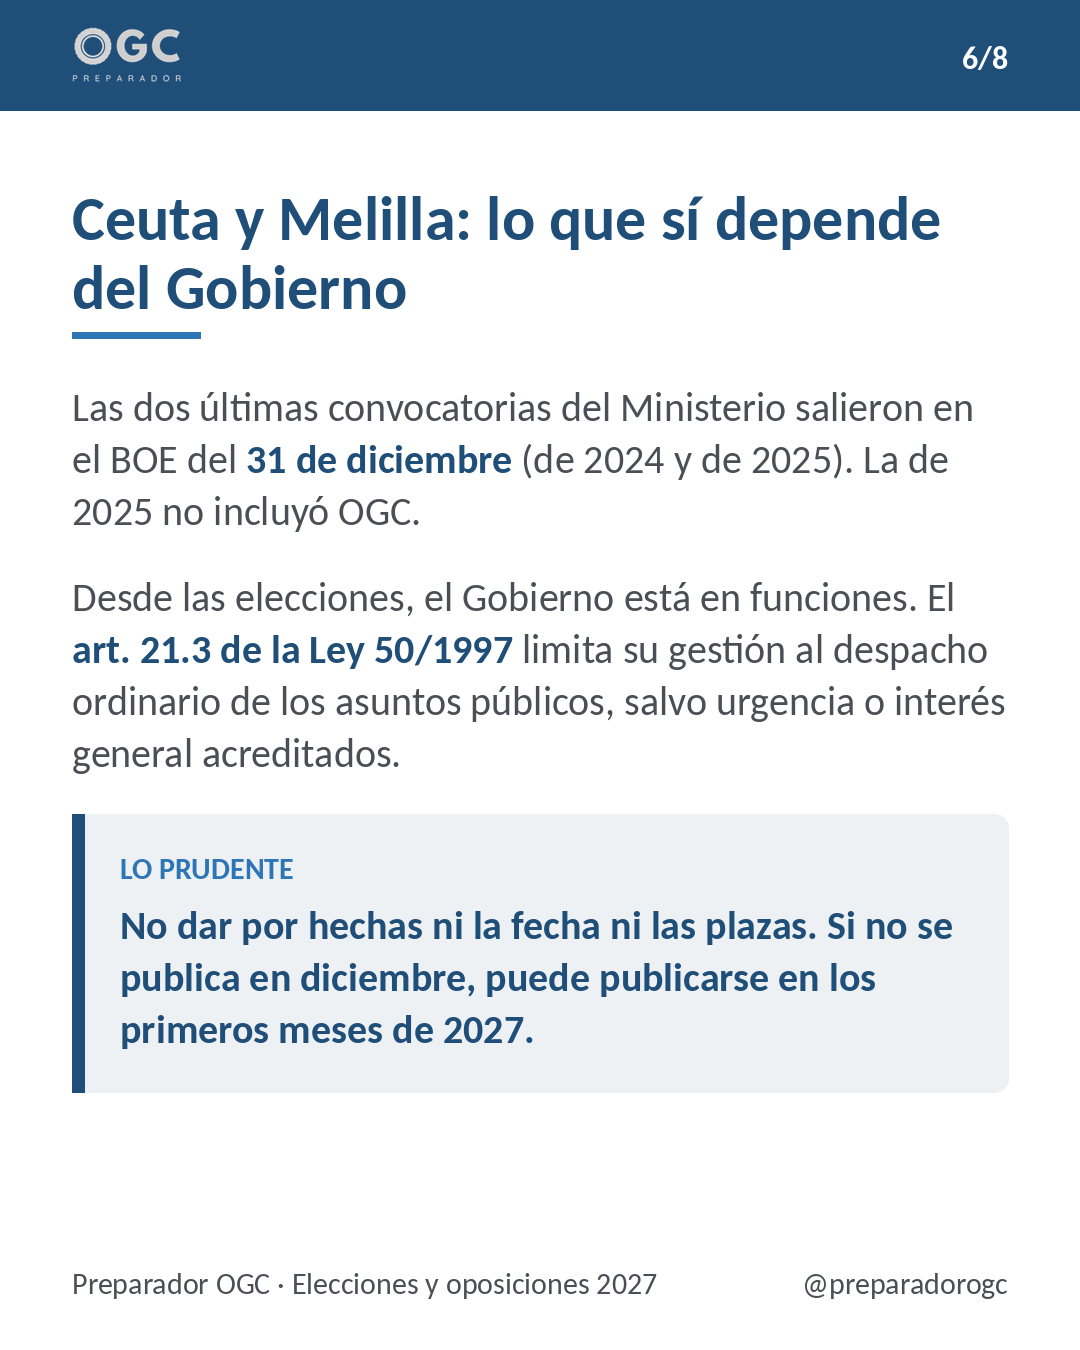 OGC
PREPARADOR
6/8
Ceuta y Melilla: lo que sí depende
del Gobierno
Las dos últimas convocatorias del Ministerio salieron en
el BOE del 31 de diciembre (de 2024 y de 2025). La de
2025 no incluyó OGC.
Desde las elecciones, el Gobierno está en funciones. El
art. 21.3 de la Ley 50/1997 limita su gestión al despacho
ordinario de los asuntos públicos, salvo urgencia o interés
general acreditados.
LO PRUDENTE
No dar por hechas ni la fecha ni las plazas. Si no se
publica en diciembre, puede publicarse en los
primeros meses de 2027.
Preparador OGC · Elecciones y oposiciones 2027
@preparadorogc